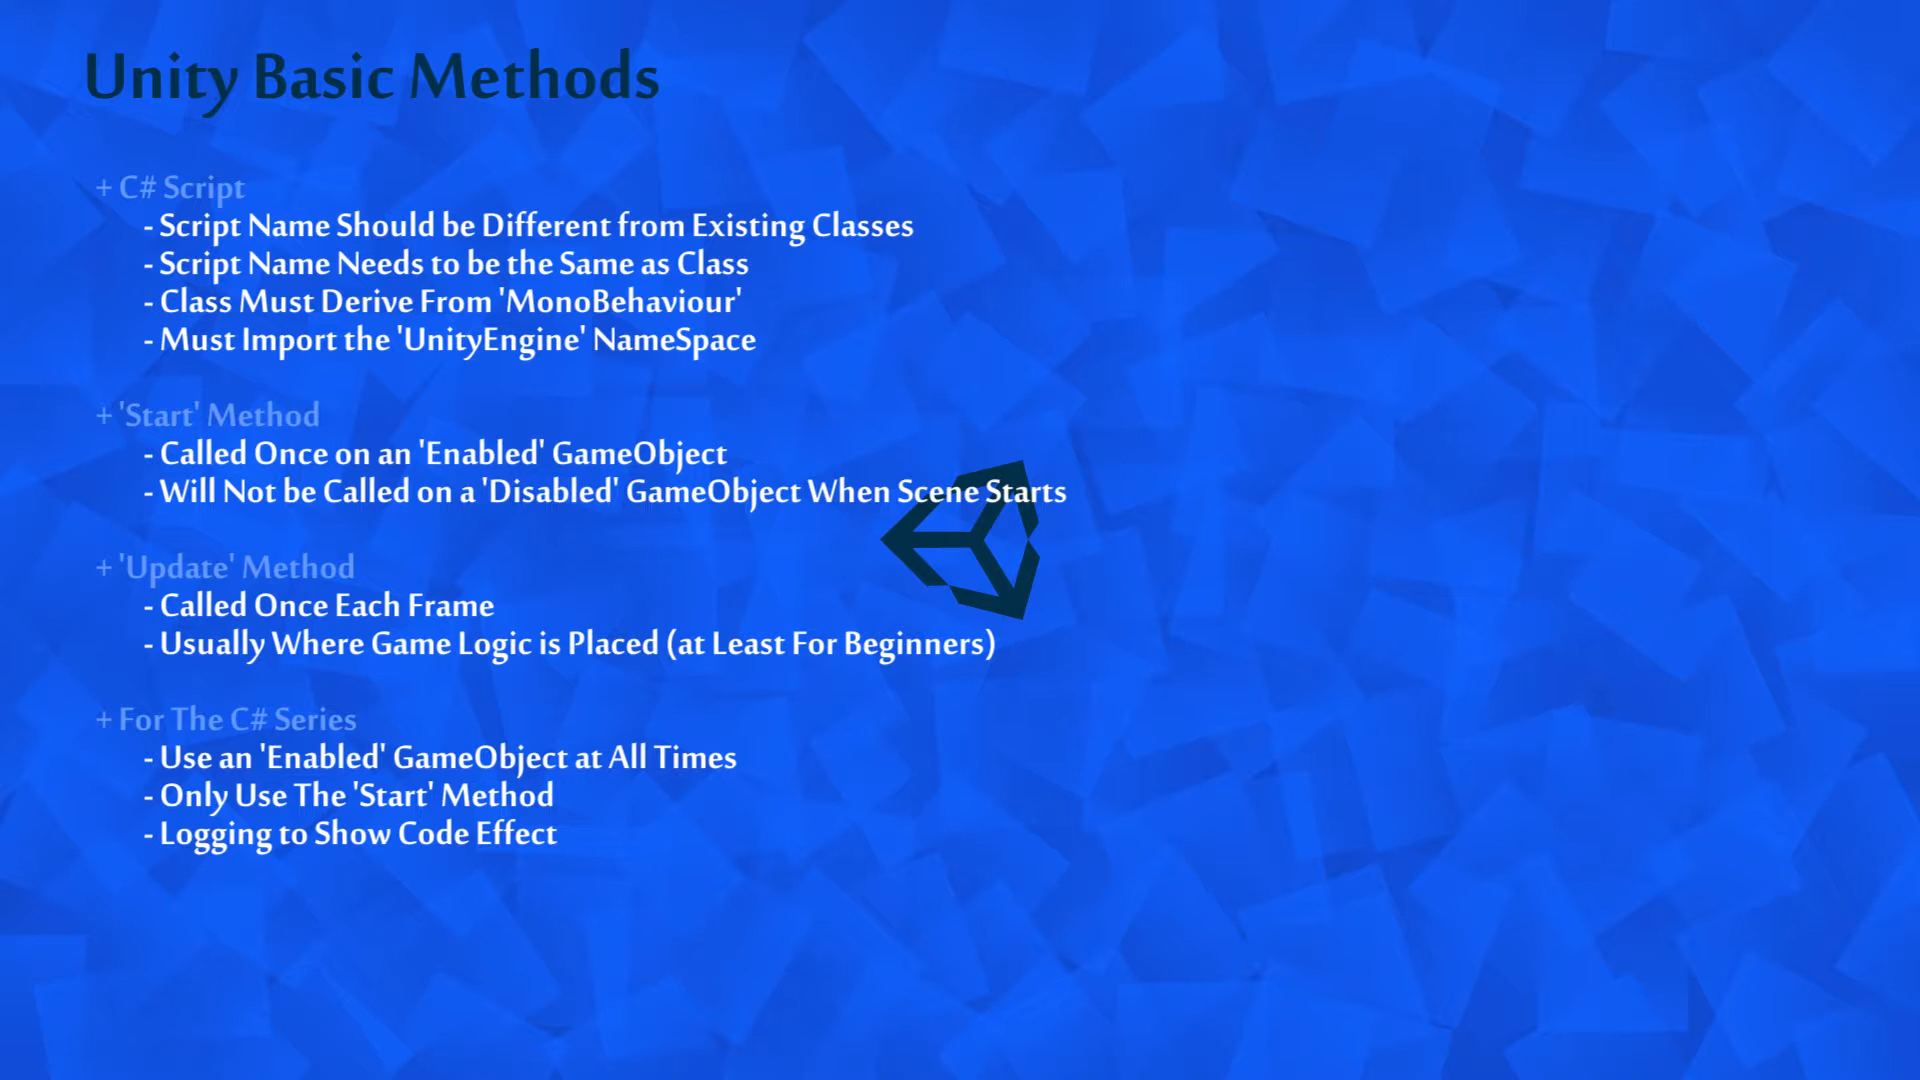 Unity Basic Methods
+ C# Script
- Script Name Should be Different from Existing Classes
- Script Name Needs to be the Same as Class
- Class Must Derive From 'MonoBehaviour'
- Must Import the 'UnityEngine' NameSpace
+ 'Start' Method
- Called Once on an 'Enabled' GameObject
- Will Not be Called on a 'Disabled' GameObject When Scene Starts
+ 'Update' Method
- Called Once Each Frame
- Usually Where Game Logic is Placed (at Least For Beginners)
+ For The C# Series
- Use an 'Enabled' GameObject at All Times
- Only Use The 'Start' Method
- Logging to Show Code Effect